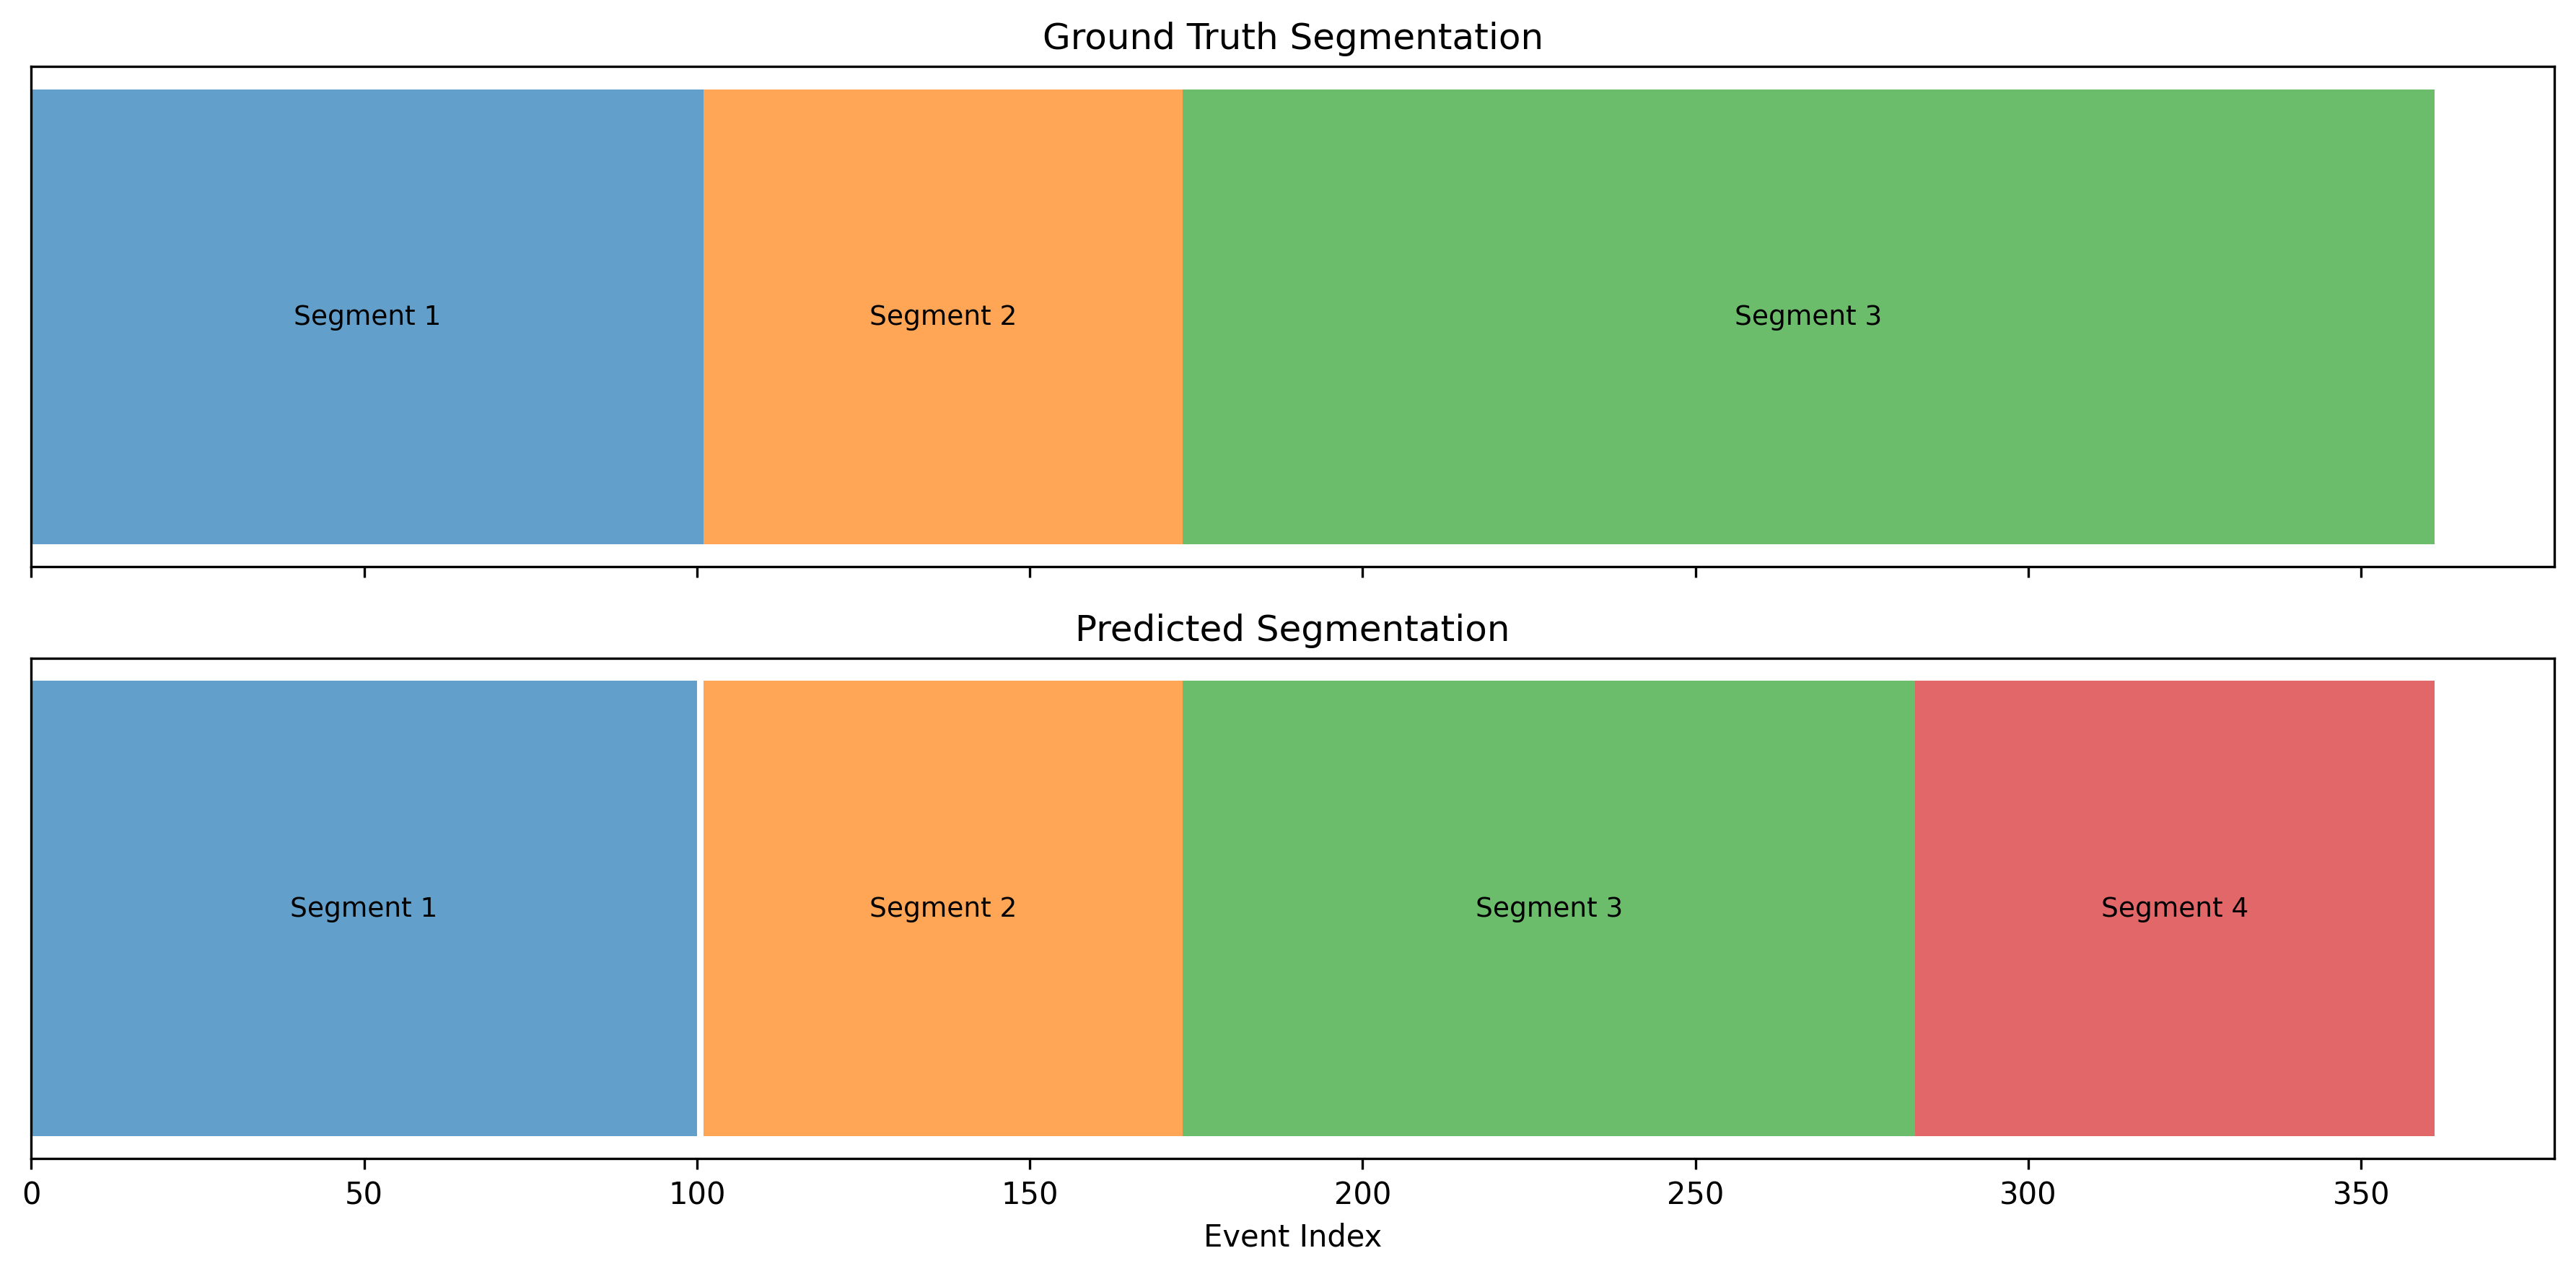 Ground Truth Segmentation
Segment 1 Segment 2 Segment 3
Predicted Segmentation
Segment 1 Segment 2 Segment 3 Segment 4
0 50 100 150 200 250 300 350
Event Index